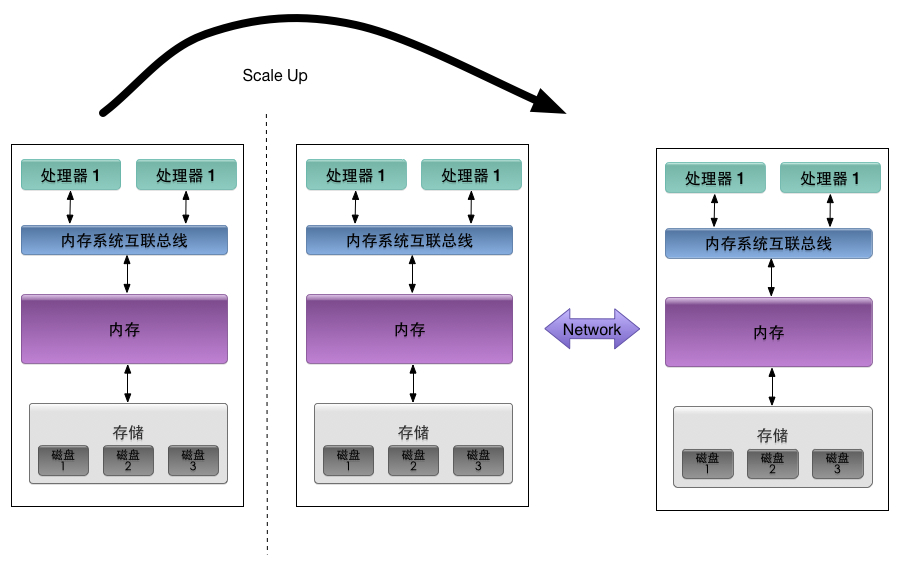 Scale Up
处理器 1
处理器 1
内存系统互联总线
内存
存储
磁盘
1
磁盘
2
磁盘
3
处理器 1
处理器 1
内存系统互联总线
内存
存储
磁盘
1
磁盘
2
磁盘
3
Network
处理器 1
处理器 1
内存系统互联总线
内存
存储
磁盘
1
磁盘
2
磁盘
3